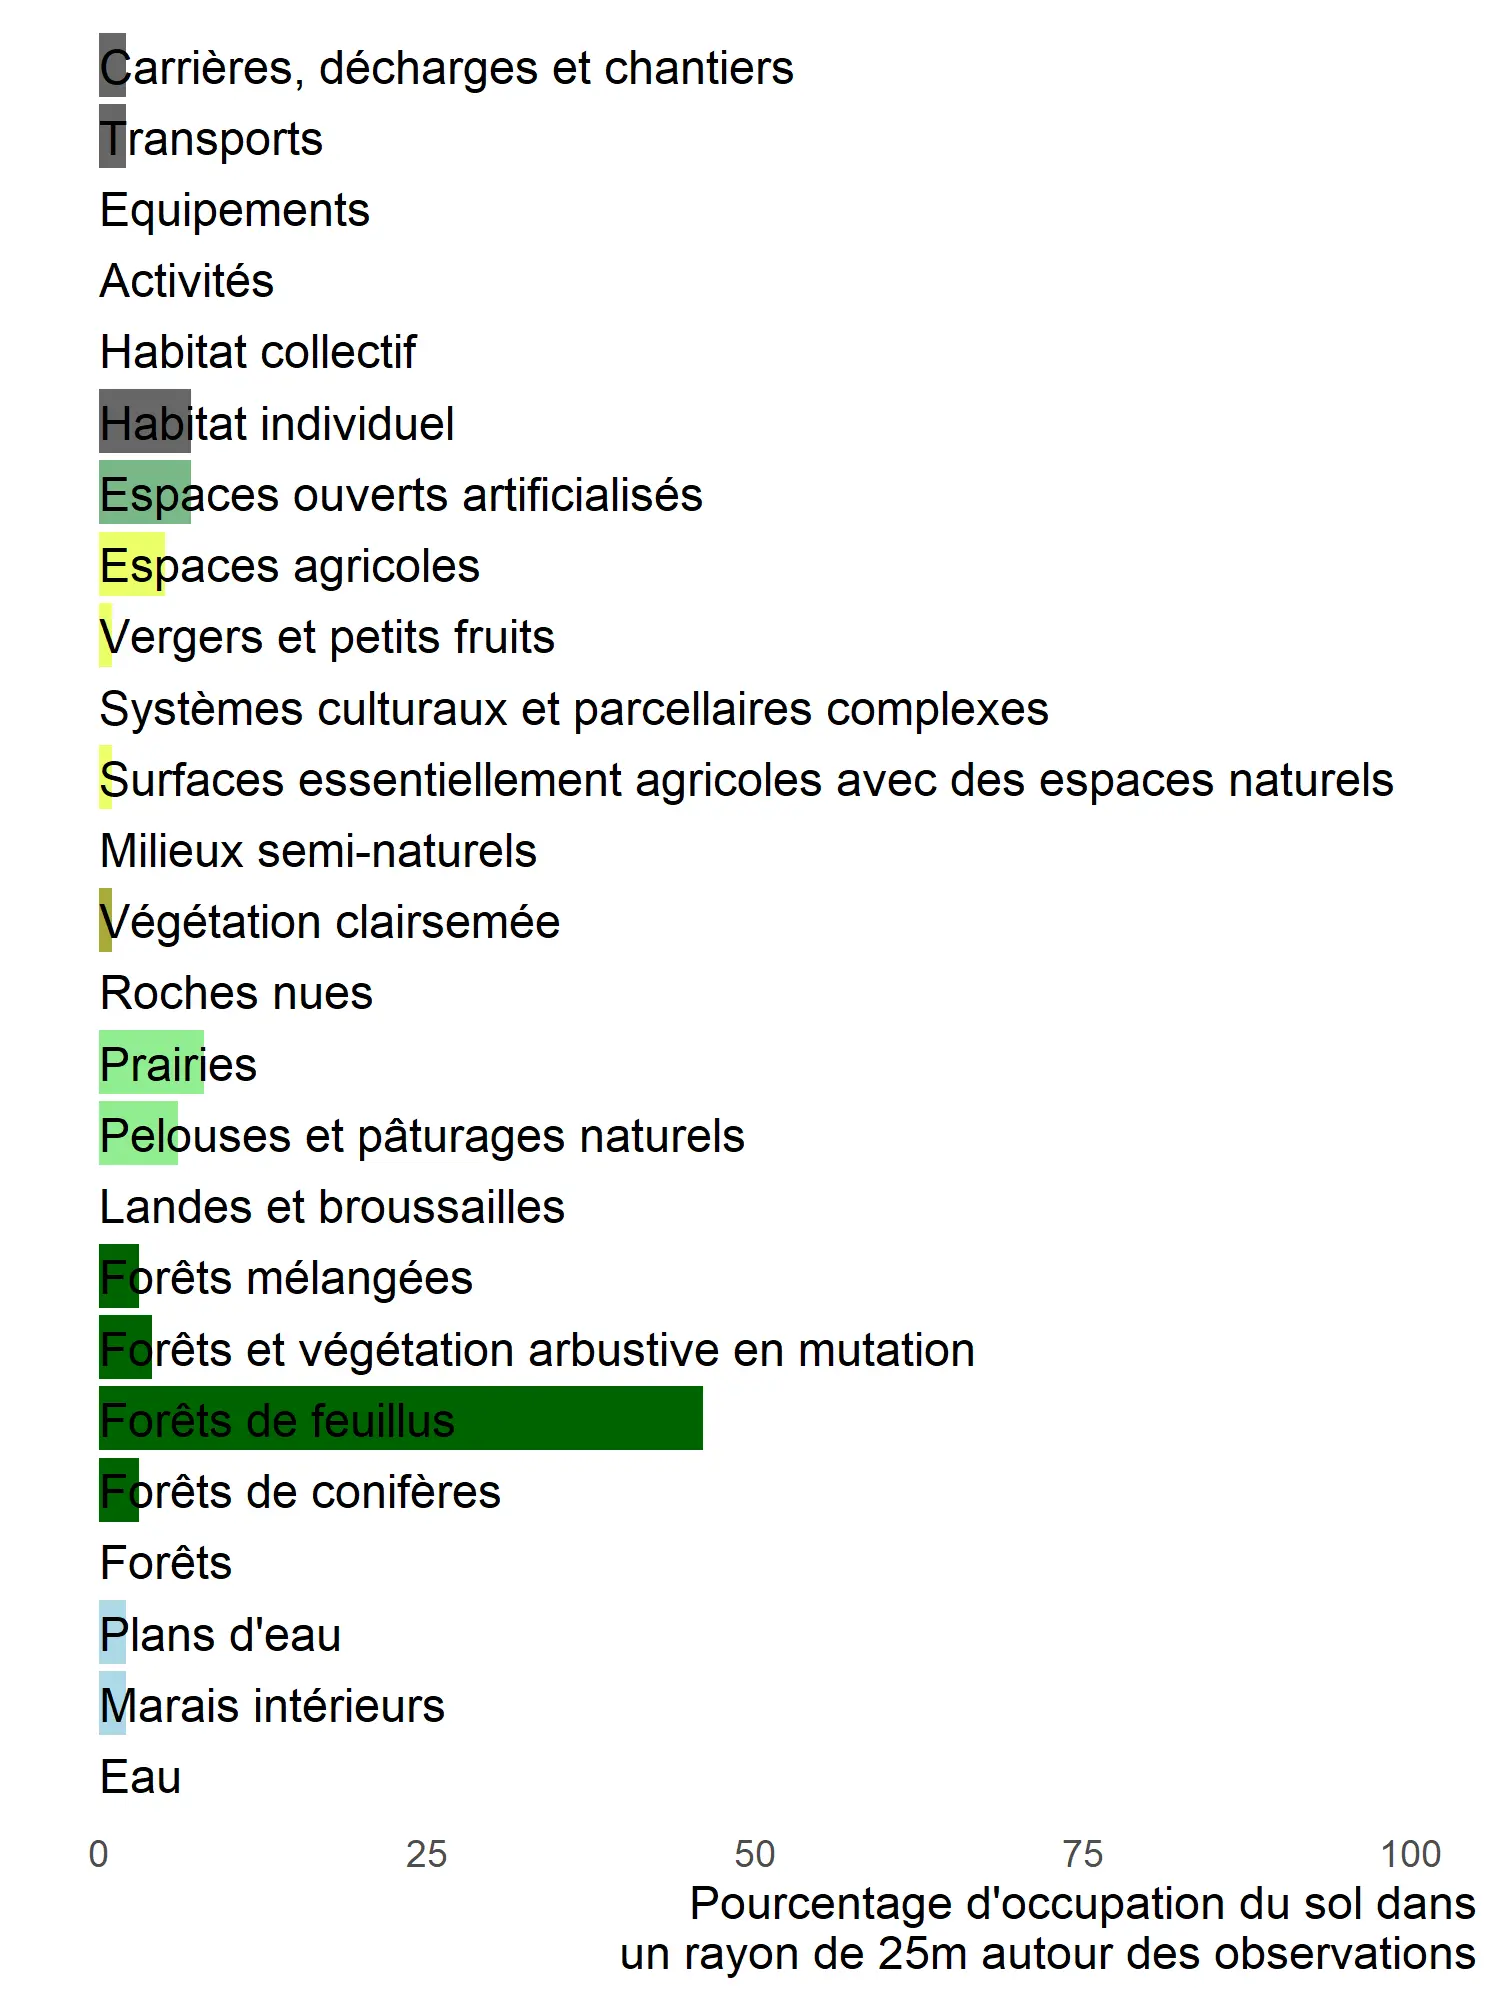 Carrières, décharges et chantiers
Transports
Equipements
Activités
Habitat collectif
Habitat individuel
Espaces ouverts artificialisés
Espaces agricoles
Vergers et petits fruits
Systèmes culturaux et parcellaires complexes
Surfaces essentiellement agricoles avec des espaces naturels
Milieux semi-naturels
Végétation clairsemée
Roches nues
Prairies
Pelouses et pâturages naturels
Landes et broussailles
Forêts mélangées
Forêts et végétation arbustive en mutation
Forêts de feuillus
Forêts de conifères
Forêts
Plans d'eau
Marais intérieurs
Eau
0 25 50 75 100
Pourcentage d'occupation du sol dans
un rayon de 25m autour des observations